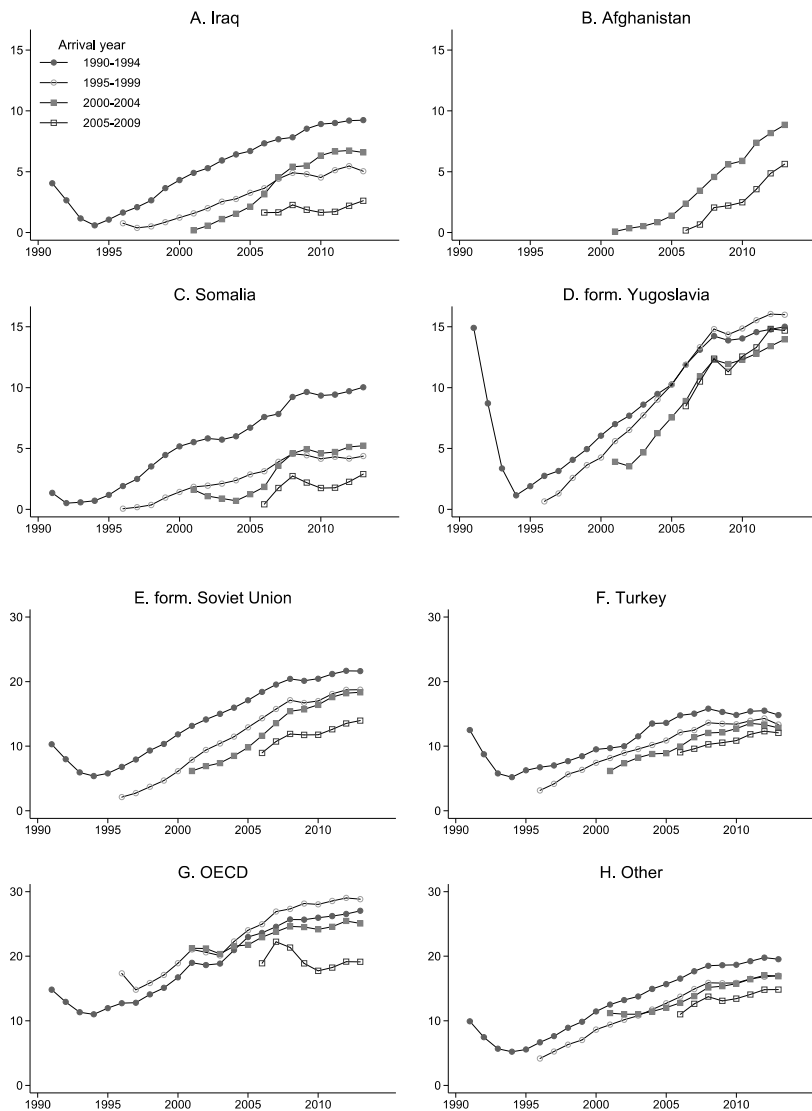 A. Iraq
B. Afghanistan
15
10
5
0
Arrival year
1990-1994
1995-1999
2000-2004
2005-2009
1990 1995 2000 2005 2010
15
10
5
0
1990 1995 2000 2005 2010
C. Somalia
D. form. Yugoslavia
15
10
5
0
1990 1995 2000 2005 2010
15
10
5
0
1990 1995 2000 2005 2010
E. form. Soviet Union
F. Turkey
30
20
10
0
1990 1995 2000 2005 2010
30
20
10
0
1990 1995 2000 2005 2010
G. OECD
H. Other
30
20
10
0
1990 1995 2000 2005 2010
30
20
10
0
1990 1995 2000 2005 2010